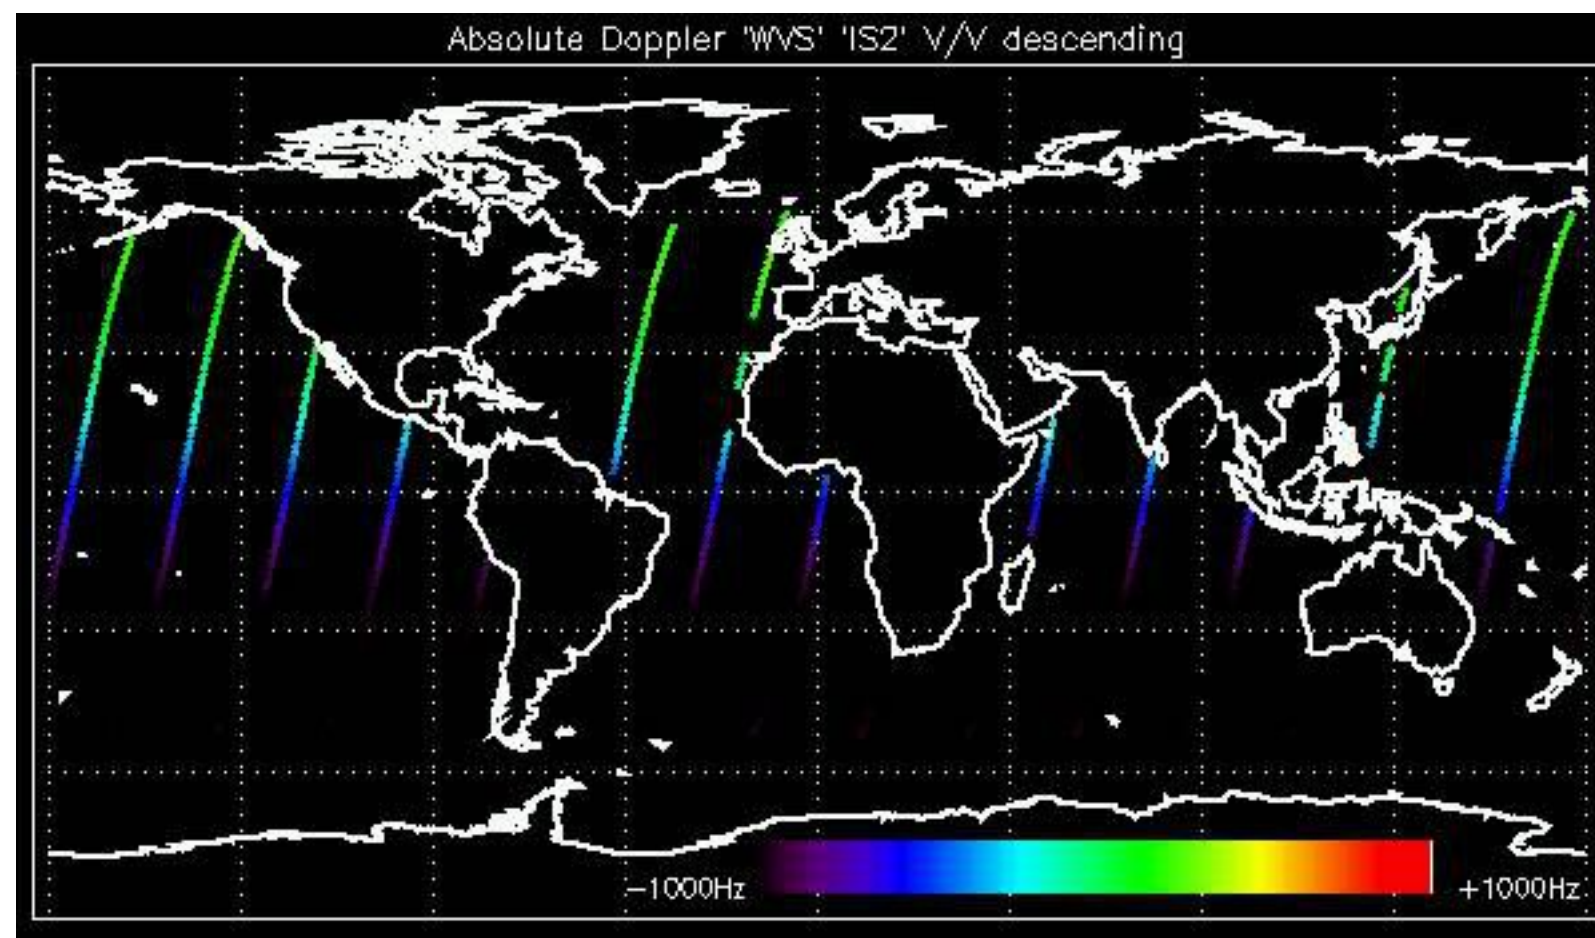 Absolute Doppler 'WVS' 'IS2' V/V descending
-1000Hz
+1000Hz